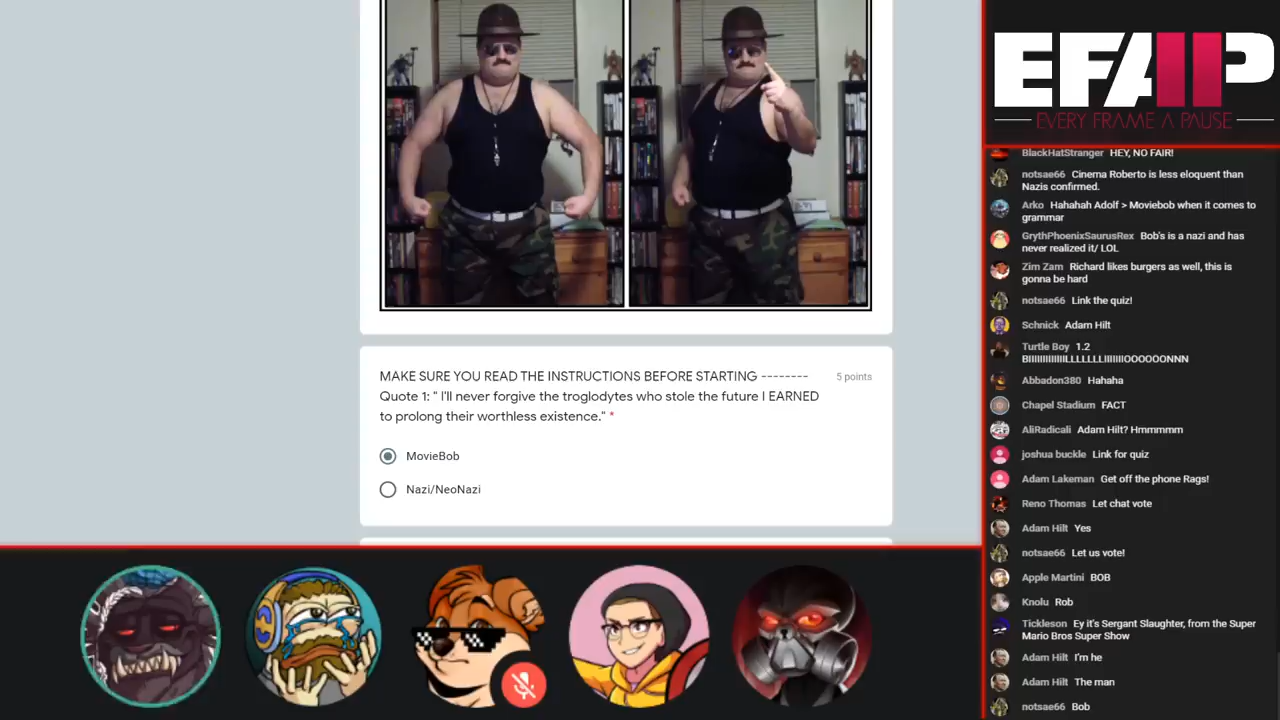 MAKE SURE YOU READ THE INSTRUCTIONS BEFORE STARTING --------
Quote 1: " I'll never forgive the troglodytes who stole the future I EARNED
to prolong their worthless existence." *
5 points
MovieBob
Nazi/NeoNazi
EFAP
EVERY FRAME A PAUSE
BlackHatStranger HEY, NO FAIR!
notsae66 Cinema Roberto is less eloquent than
Nazis confirmed.
Arko Hahahah Adolf > Moviebob when it comes to
grammar
GrythPhoenixSaurusRex Bob's is a nazi and has
never realized it/ LOL
Zim Zam Richard likes burgers as well, this is
gonna be hard
notsae66 Link the quiz!
Schnick Adam Hilt
Turtle Boy 1.2
BIIIIIIIIIIIIIILLLLLLLIIIIIIIOOOOOONNN
Abbadon380 Hahaha
Chapel Stadium FACT
AliRadicali Adam Hilt? Hmmmmm
joshua buckle Link for quiz
Adam Lakeman Get off the phone Rags!
Reno Thomas Let chat vote
Adam Hilt Yes
notsae66 Let us vote!
Apple Martini BOB
Knolu Rob
Tickleson Ey it's Sergant Slaughter, from the Super
Mario Bros Super Show
Adam Hilt I'm he
Adam Hilt The man
notsae66 Bob